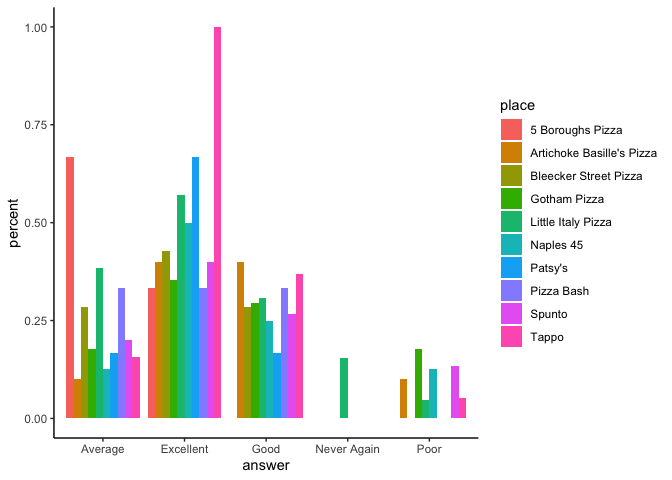 1.00
0.75
0.50
0.25
0.00
percent
Average Excellent Good Never Again Poor
answer
place
5 Boroughs Pizza
Artichoke Basille's Pizza
Bleecker Street Pizza
Gotham Pizza
Little Italy Pizza
Naples 45
Patsy's
Pizza Bash
Spunto
Tappo